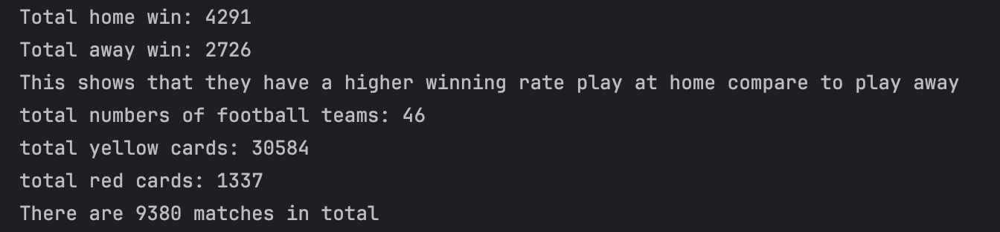 Total home win: 4291
Total away win: 2726
This shows that they have a higher winning rate play at home compare to play away
total numbers of football teams: 46
total yellow cards: 30584
total red cards: 1337
There are 9380 matches in total